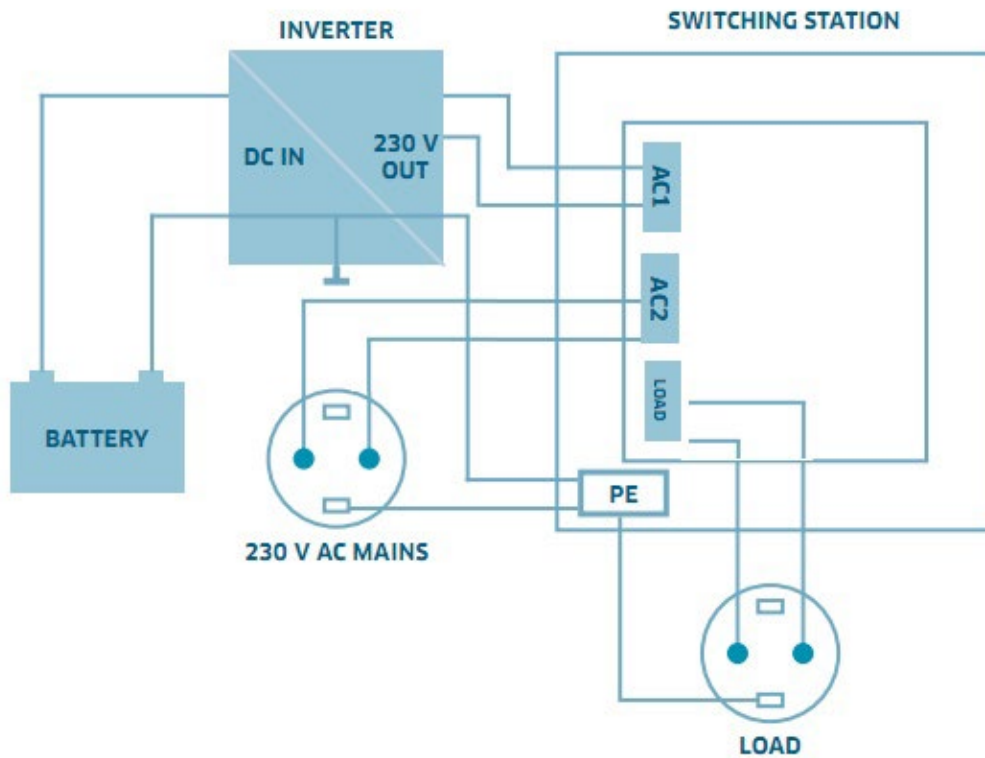 SWITCHING STATION
INVERTER
DC IN
230 V
OUT
AC1
AC2
LOAD
BATTERY
PE
230 V AC MAINS
LOAD